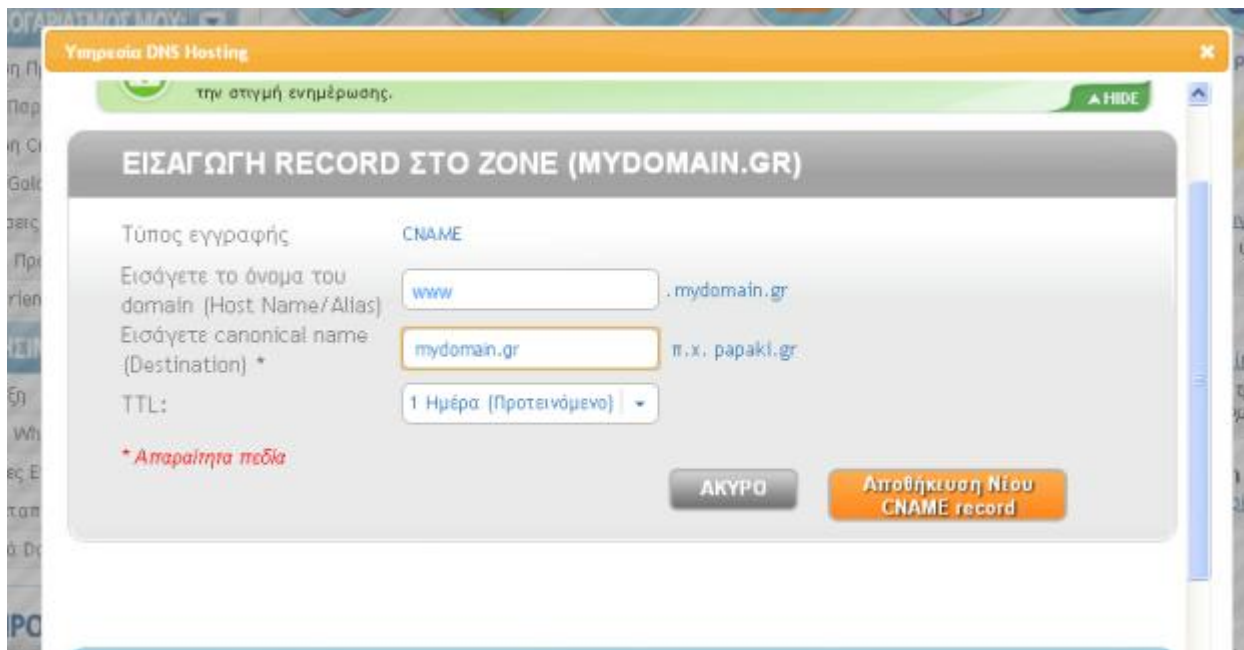 Υπηρεσία DNS Hosting
την στιγμή ενημέρωσης.
HIDE
ΕΙΣΑΓΩΓΗ RECORD ΣΤΟ ZONE (MYDOMAIN.GR)
Τύπος εγγραφής CNAME
Εισάγετε το όνομα του
domain (Host Name/Alias)
www .mydomain.gr
Εισάγετε canonical name
(Destination) *
mydomain.gr π.χ. papaki.gr
TTL: 1 Ημέρα (Προτεινόμενο)
* Απαραίτητα πεδία
ΑΚΥΡΟ
Αποθήκευση Νέου
CNAME record